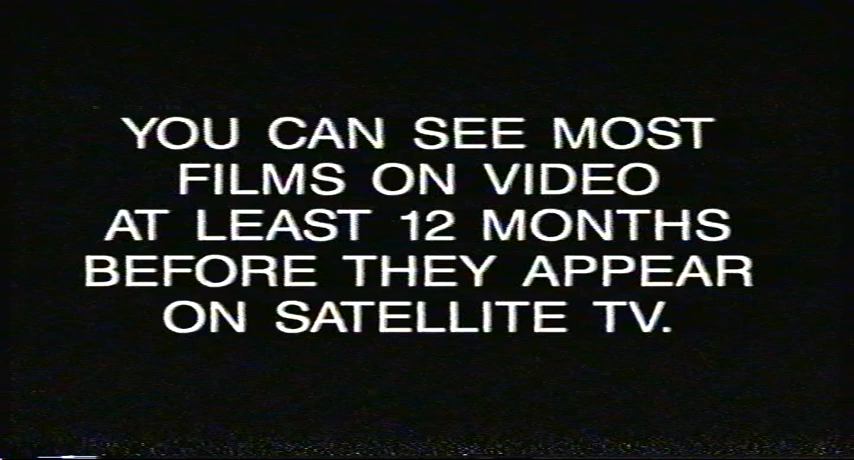 YOU CAN SEE MOST
FILMS ON VIDEO
AT LEAST 12 MONTHS
BEFORE THEY APPEAR
ON SATELLITE TV.